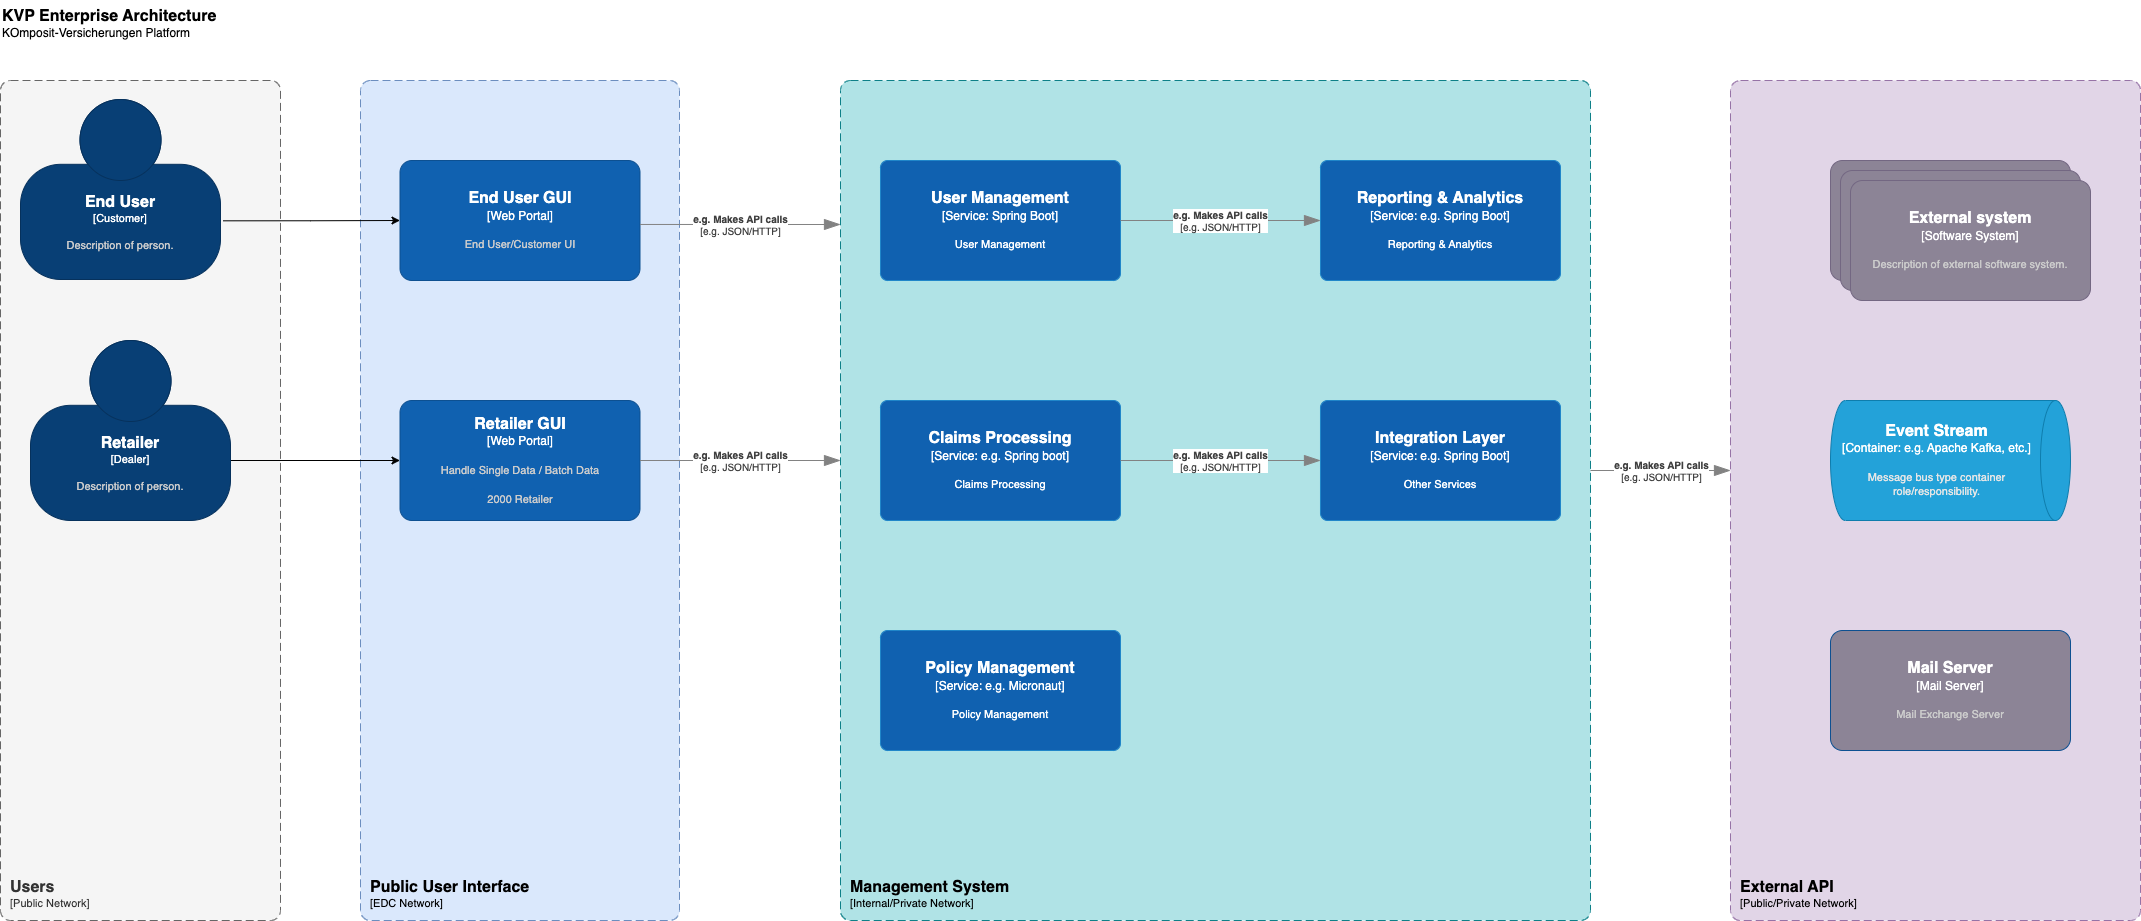 KVP Enterprise Architecture
KOmposit-Versicherungen Platform
End User
[Customer]
Description of person.
Retailer
[Dealer]
Description of person.
Users
[Public Network]
End User GUI
[Web Portal]
End User/Customer UI
Retailer GUI
[Web Portal]
Handle Single Data / Batch Data
2000 Retailer
Public User Interface
[EDC Network]
e.g. Makes API calls
[e.g. JSON/HTTP]
e.g. Makes API calls
[e.g. JSON/HTTP]
User Management
[Service: Spring Boot]
User Management
e.g. Makes API calls
[e.g. JSON/HTTP]
Reporting & Analytics
[Service: e.g. Spring Boot]
Reporting & Analytics
Claims Processing
[Service: e.g. Spring boot]
Claims Processing
e.g. Makes API calls
[e.g. JSON/HTTP]
Integration Layer
[Service: e.g. Spring Boot]
Other Services
Policy Management
[Service: e.g. Micronaut]
Policy Management
Management System
[Internal/Private Network]
e.g. Makes API calls
[e.g. JSON/HTTP]
External system
[Software System]
Description of external software system.
Event Stream
[Container: e.g. Apache Kafka, etc.]
Message bus type container
role/responsibility.
Mail Server
[Mail Server]
Mail Exchange Server
External API
[Public/Private Network]